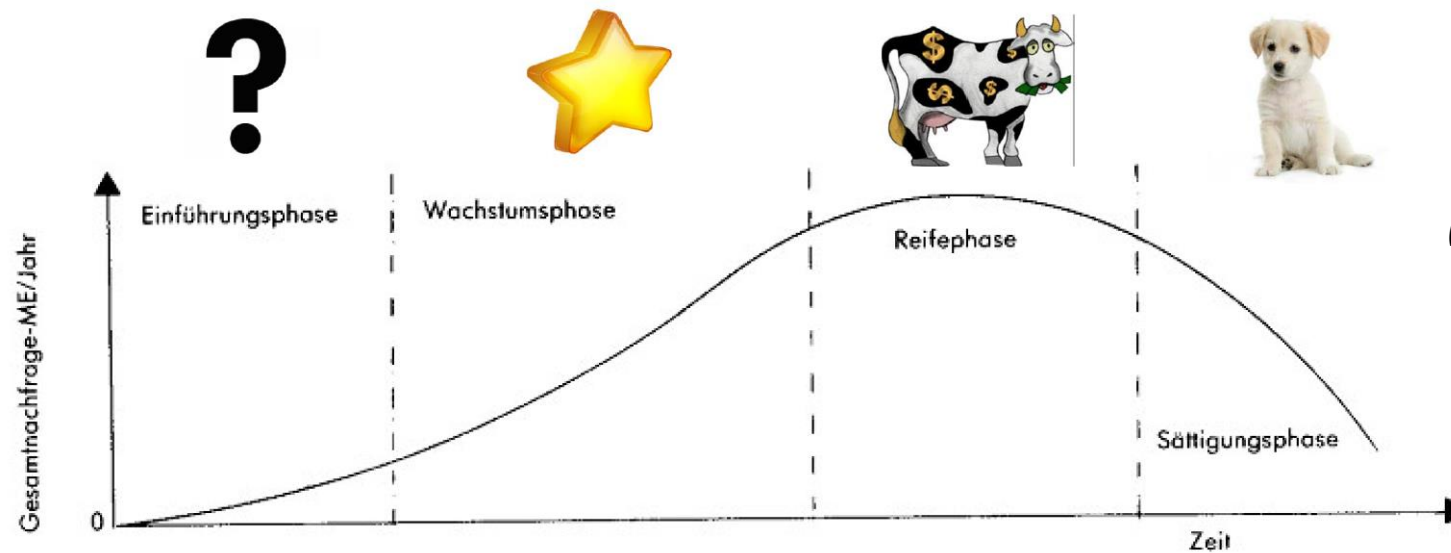 ?
Einführungsphase
Wachstumsphase
$ $ $ $
Reifephase
Sättigungsphase
Gesamtnachfrage-ME/Jahr
0
Zeit